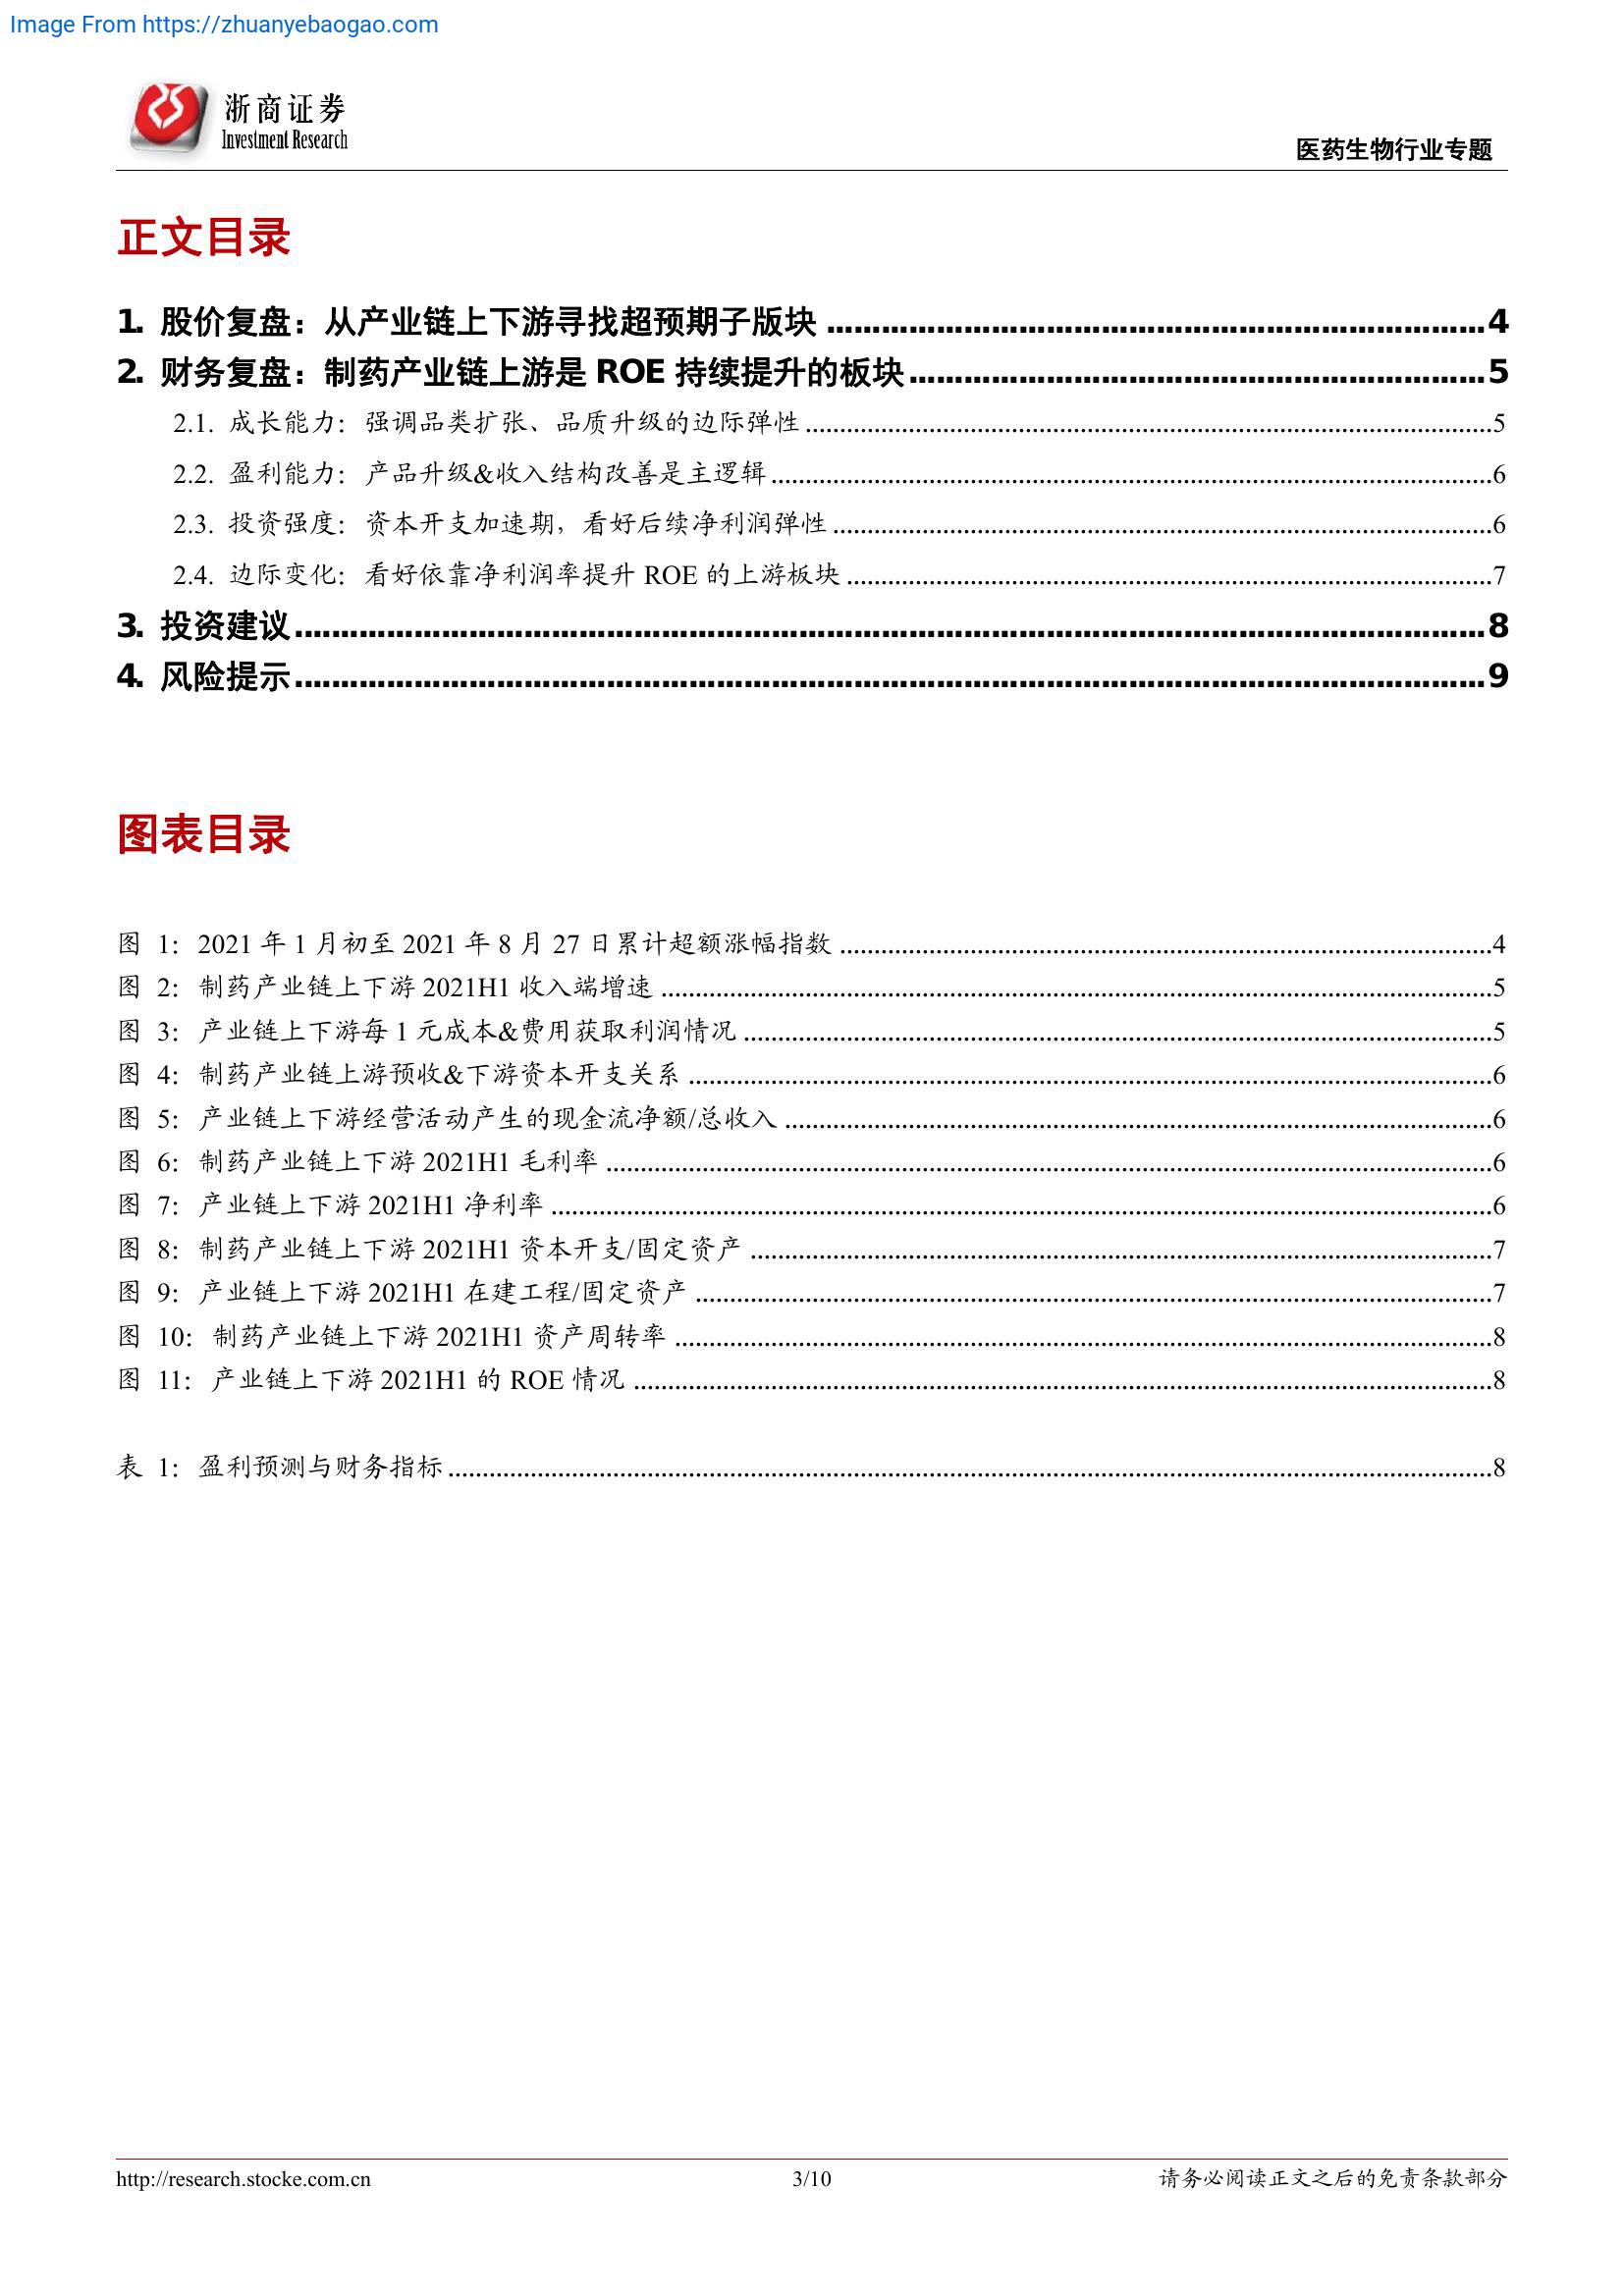 Image From https://zhuanyebaogao.com
浙商证券
Investment Research
医药生物行业专题
正文目录
1. 股价复盘：从产业链上下游寻找超预期子版块 ........................................................................ 4
2. 财务复盘：制药产业链上游是 ROE 持续提升的板块 ............................................................... 5
2.1. 成长能力：强调品类扩张、品质升级的边际弹性 ..................................................................... 5
2.2. 盈利能力：产品升级&收入结构改善是主逻辑 ........................................................................ 6
2.3. 投资强度：资本开支加速期，看好后续净利润弹性 .................................................................. 6
2.4. 边际变化：看好依靠净利润率提升 ROE 的上游板块 ................................................................. 7
3. 投资建议 ........................................................................................................ 8
4. 风险提示 ........................................................................................................ 9
图表目录
图 1：2021 年 1 月初至 2021 年 8 月 27 日累计超额涨幅指数 ........................................................ 4
图 2：制药产业链上下游 2021H1 收入端增速 ........................................................................ 5
图 3：产业链上下游每 1 元成本&费用获取利润情况 ................................................................. 5
图 4：制药产业链上游预收&下游资本开支关系 ..................................................................... 6
图 5：产业链上下游经营活动产生的现金流净额/总收入 ............................................................. 6
图 6：制药产业链上下游 2021H1 毛利率 ............................................................................ 6
图 7：产业链上下游 2021H1 净利率 ................................................................................ 6
图 8：制药产业链上下游 2021H1 资本开支/固定资产 ................................................................ 7
图 9：产业链上下游 2021H1 在建工程/固定资产 .................................................................... 7
图 10：制药产业链上下游 2021H1 资产周转率 ...................................................................... 8
图 11：产业链上下游 2021H1 的 ROE 情况 ......................................................................... 8
表 1：盈利预测与财务指标 ....................................................................................... 8
http://research.stocke.com.cn
3/10
请务必阅读正文之后的免责条款部分